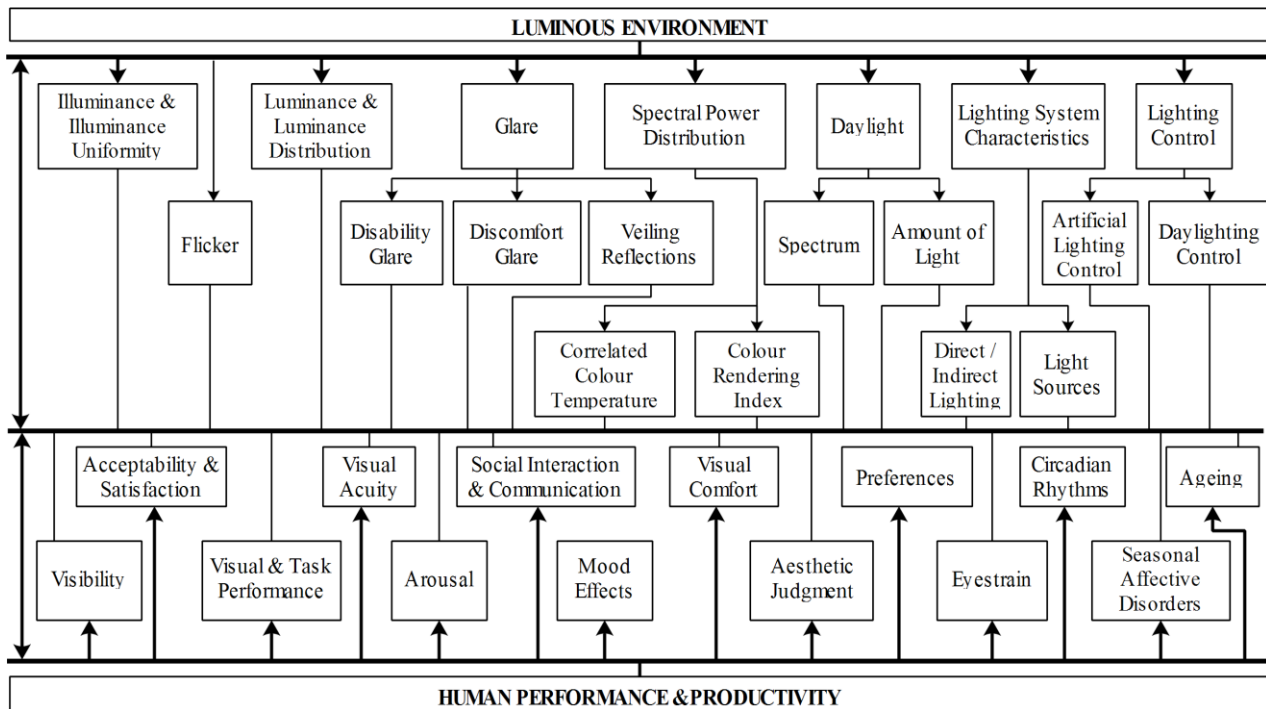 LUMINOUS ENVIRONMENT
Illuminance &
Illuminance
Uniformity
Luminance &
Luminance
Distribution
Glare
Spectral Power
Distribution
Daylight
Lighting System
Characteristics
Lighting
Control
Flicker
Disability
Glare
Discomfort
Glare
Veiling
Reflections
Spectrum
Amount of
Light
Artificial
Lighting
Control
Daylighting
Control
Correlated
Colour
Temperature
Colour
Rendering
Index
Direct /
Indirect
Lighting
Light
Sources
Acceptability &
Satisfaction
Visual
Acuity
Social Interaction
& Communication
Visual
Comfort
Preferences
Circadian
Rhythms
Ageing
Visibility
Visual & Task
Performance
Arousal
Mood
Effects
Aesthetic
Judgment
Eyestrain
Seasonal
Affective
Disorders
HUMAN PERFORMANCE & PRODUCTIVITY